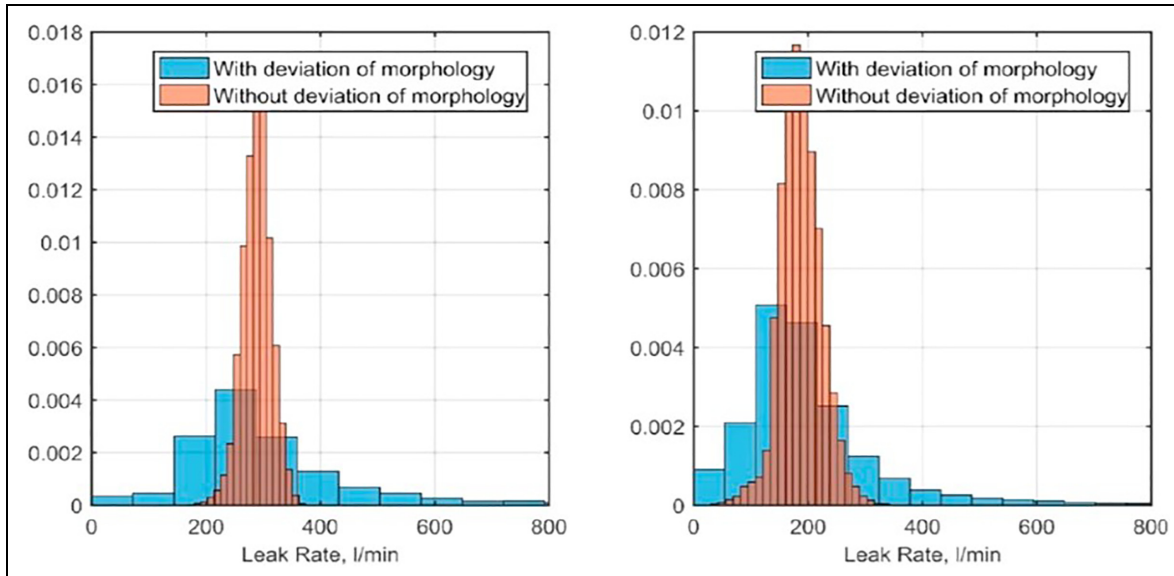 0.018
0.016
0.014
0.012
0.01
0.008
0.006
0.004
0.002
0
With deviation of morphology
Without deviation of morphology
0 200 400 600 800
Leak Rate, l/min
0.012
0.01
0.008
0.006
0.004
0.002
0
With deviation of morphology
Without deviation of morphology
0 200 400 600 800
Leak Rate, l/min